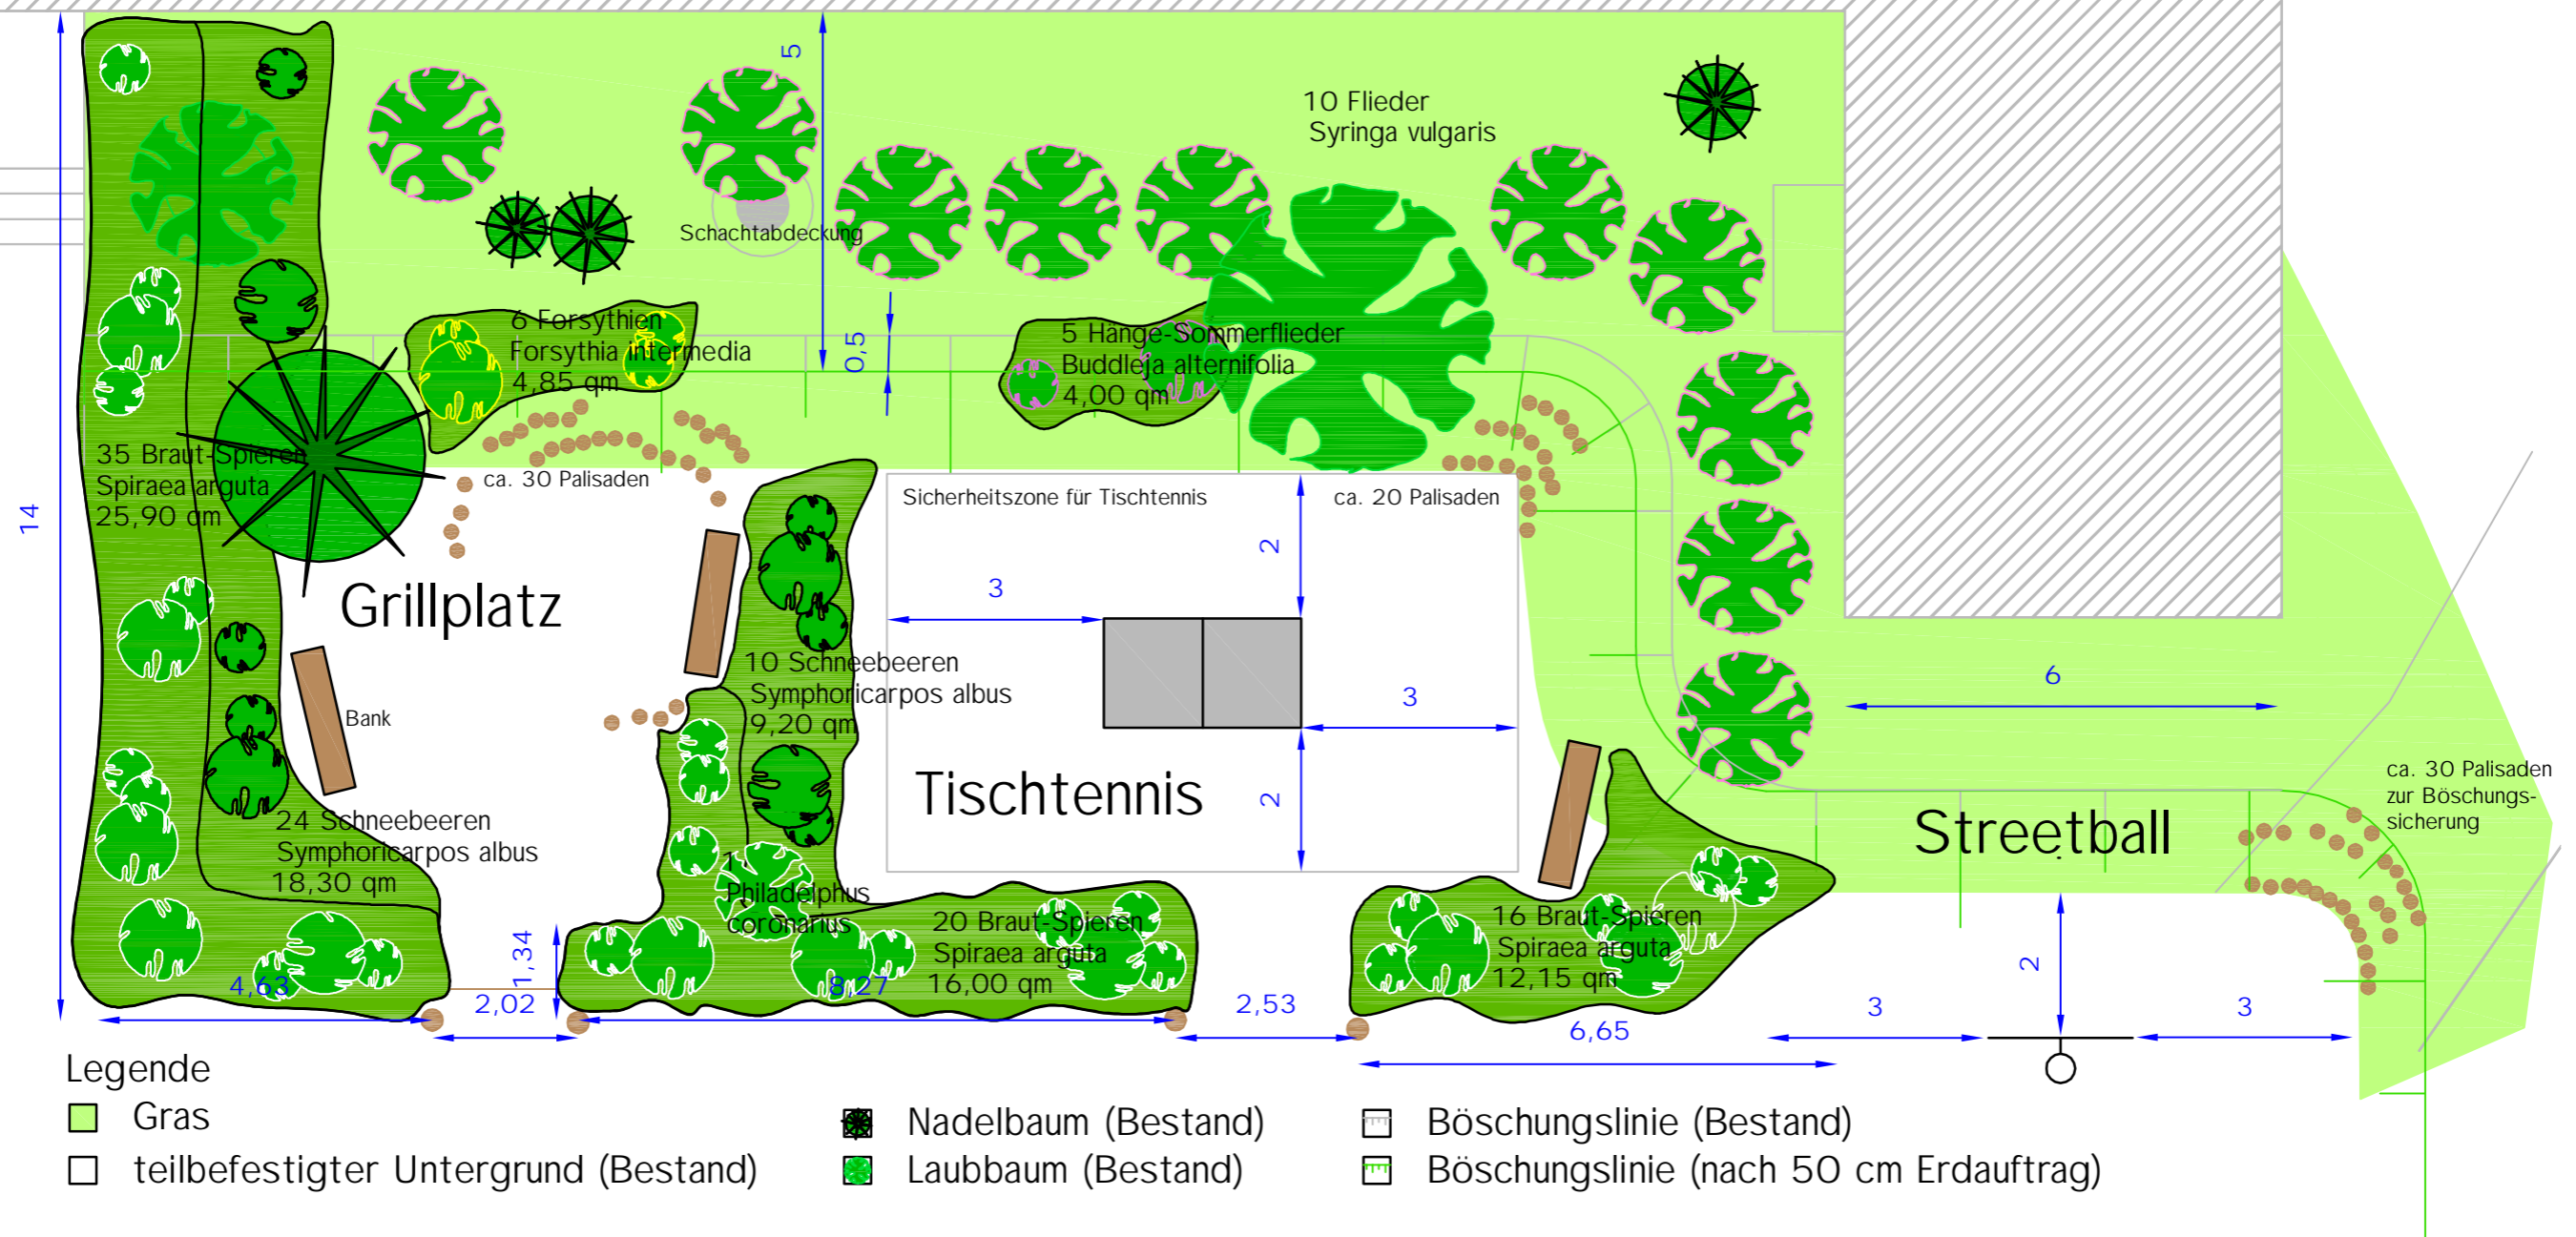 5
10 Flieder
Syringa vulgaris
Schachtabdeckung
6 Forsythien
Forsythia intermedia
4,85 qm
0,5
5 Hänge-Sommerflieder
Buddleja alternifolia
4,00 qm
35 Braut-Spieren
Spiraea arguta
25,90 qm
14
ca. 30 Palisaden
Sicherheitszone für Tischtennis
ca. 20 Palisaden
2
3
Grillplatz
10 Schneebeeren
Symphoricarpos albus
9,20 qm
3
6
Bank
Tischtennis
2
Streetball
ca. 30 Palisaden
zur Böschungs-
sicherung
24 Schneebeeren
Symphoricarpos albus
18,30 qm
1
Philadelphus
coronarius
20 Braut-Spieren
Spiraea arguta
16,00 qm
16 Braut-Spieren
Spiraea arguta
12,15 qm
1,34
2
4,63
2,02
8,27
2,53
6,65
3
3
Legende
Gras
teilbefestigter Untergrund (Bestand)
Nadelbaum (Bestand)
Laubbaum (Bestand)
Böschungslinie (Bestand)
Böschungslinie (nach 50 cm Erdauftrag)